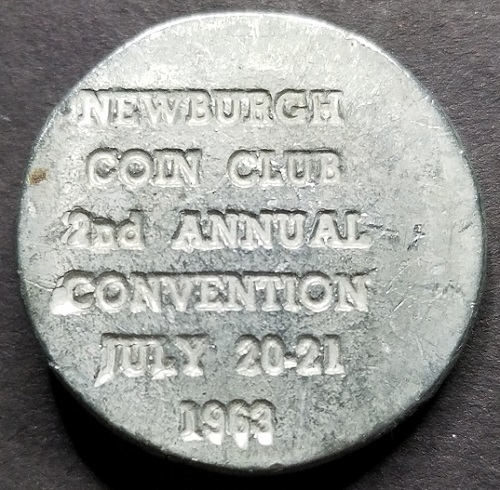 NEWBURGH
COIN CLUB
2nd ANNUAL
CONVENTION
JULY 20-21
1963